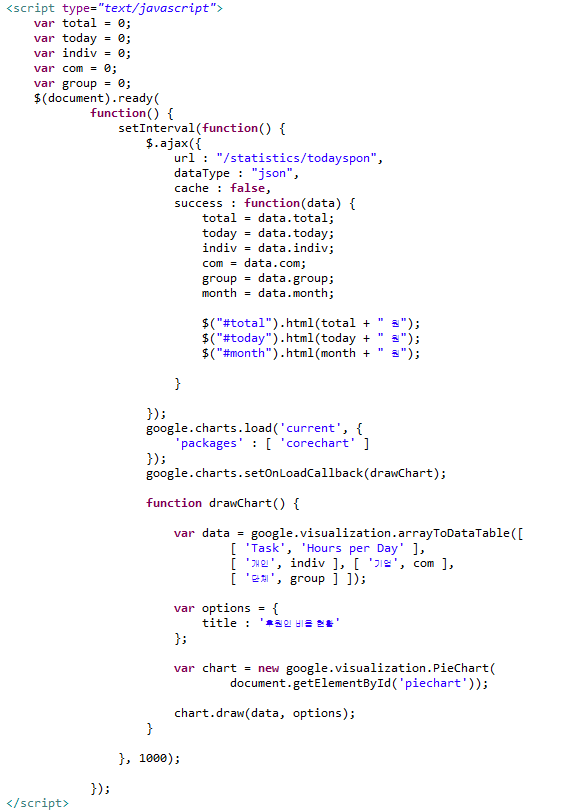 <script type="text/javascript">
    var total = 0;
    var today = 0;
    var indiv = 0;
    var com = 0;
    var group = 0;
    $(document).ready(
            function() {
                setInterval(function() {
                    $.ajax({
                        url : "/statistics/todayspon",
                        dataType : "json",
                        cache : false,
                        success : function(data) {
                            total = data.total;
                            today = data.today;
                            indiv = data.indiv;
                            com = data.com;
                            group = data.group;
                            month = data.month;

                            $("#total").html(total + " 원");
                            $("#today").html(today + " 원");
                            $("#month").html(month + " 원");

                        }

                    });
                    google.charts.load('current', {
                        'packages' : [ 'corechart' ]
                    });
                    google.charts.setOnLoadCallback(drawChart);

                    function drawChart() {

                        var data = google.visualization.arrayToDataTable([
                                [ 'Task', 'Hours per Day' ],
                                [ '개인', indiv ], [ '기업', com ],
                                [ '단체', group ] ]);

                        var options = {
                            title : '후원인 비율 현황'
                        };

                        var chart = new google.visualization.PieChart(
                                document.getElementById('piechart'));

                        chart.draw(data, options);
                    }

                }, 1000);

            });
</script>